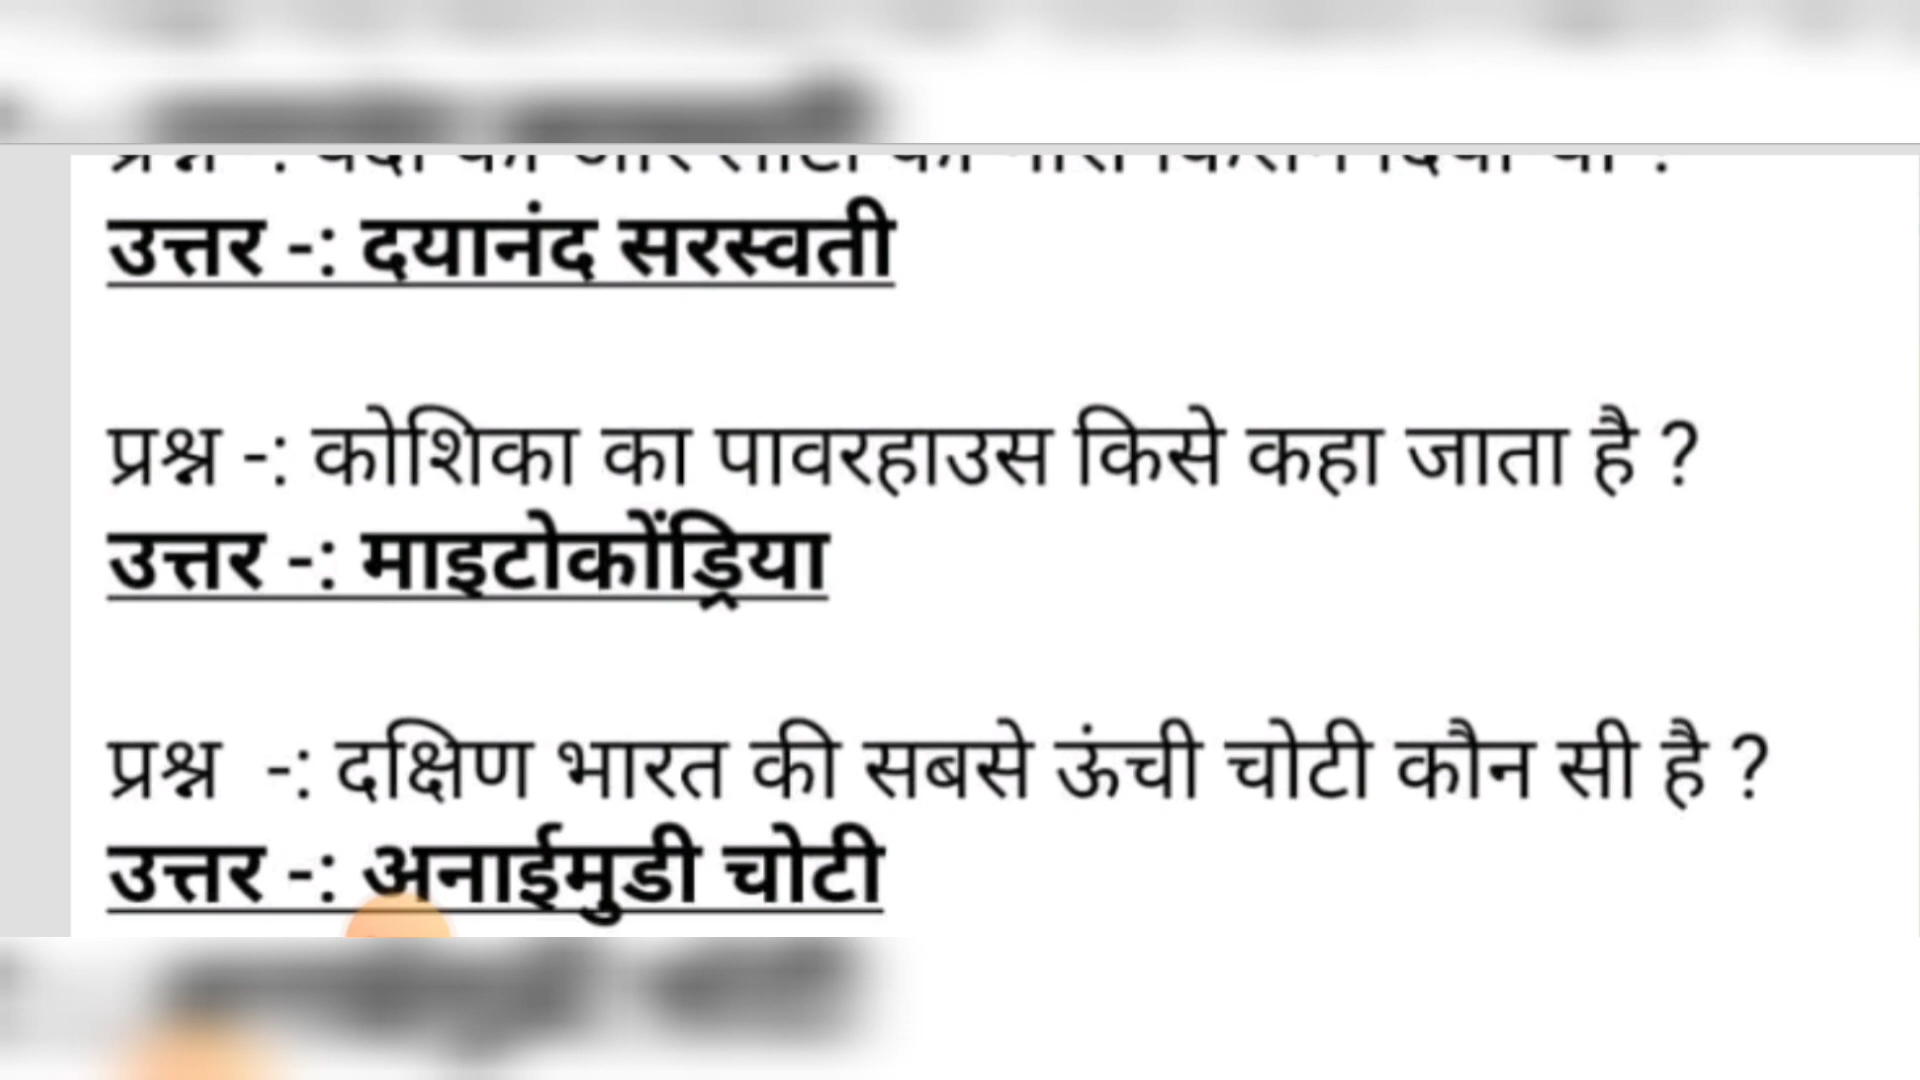 उत्तर -: दयानंद सरस्वती
प्रश्न -: कोशिका का पावरहाउस किसे कहा जाता है ?
उत्तर -: माइटोकोंड्रिया
प्रश्न -: दक्षिण भारत की सबसे ऊंची चोटी कौन सी है ?
उत्तर -: अनाईमुडी चोटी